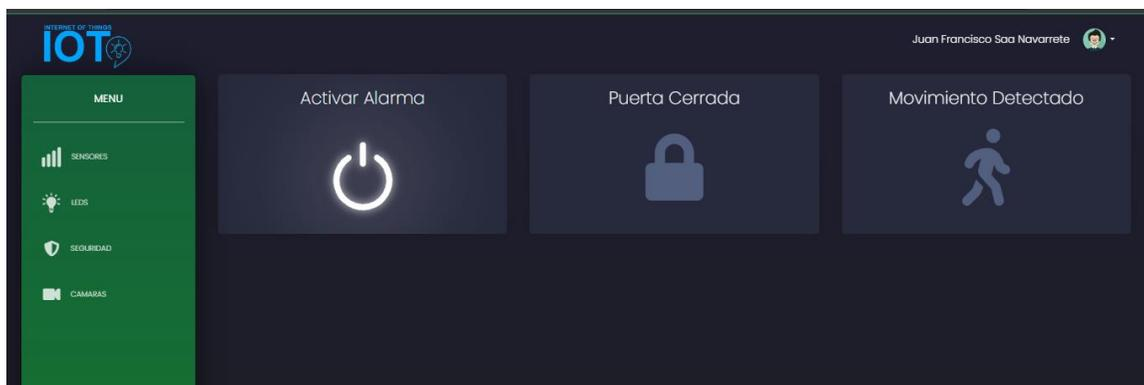 INTERNET OF THINGS
IOT
Juan Francisco Saa Navarrete
MENU
SENSORES
LEDS
SEGURIDAD
CAMARAS
Activar Alarma
Puerta Cerrada
Movimiento Detectado